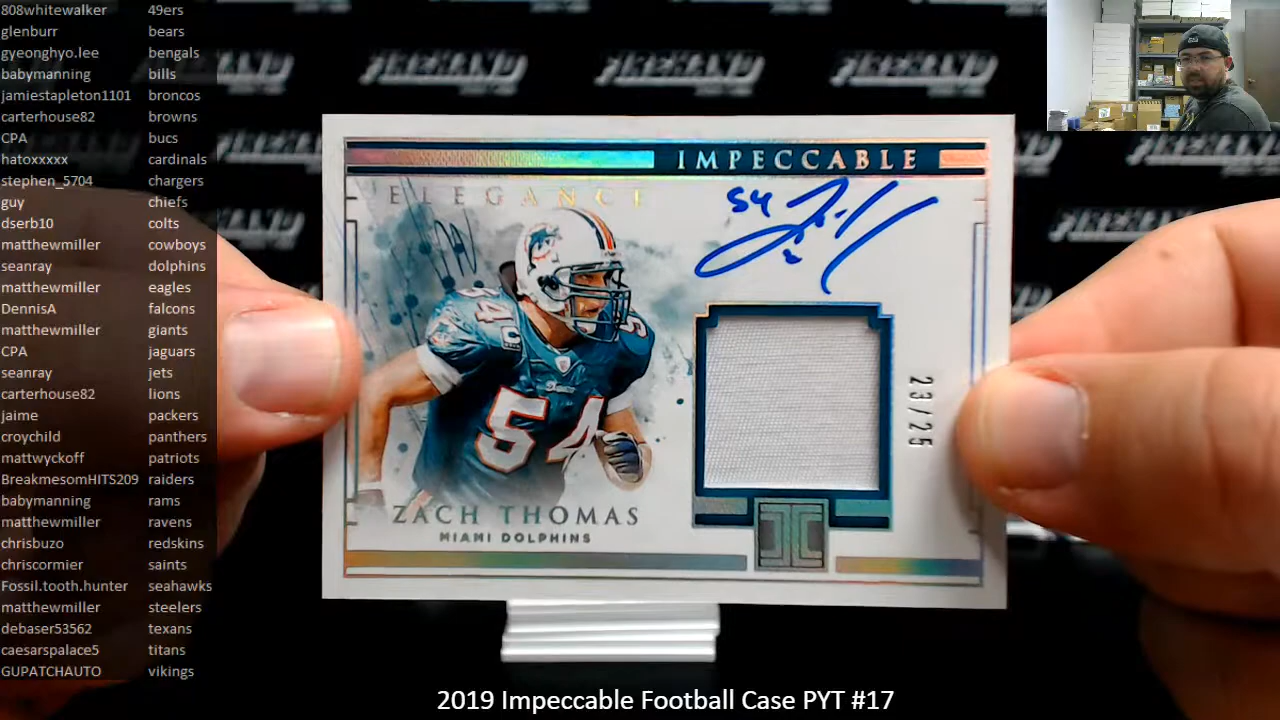 808whitewalker 49ers
glenburr bears
gyeonghyo.lee bengals
babymanning bills
jamiestapleton1101 broncos
carterhouse82 browns
CPA bucs
hatoxxxxx cardinals
stephen_5704 chargers
guy chiefs
dserb10 colts
matthewmiller cowboys
seanray dolphins
matthewmiller eagles
DennisA falcons
matthewmiller giants
CPA jaguars
seanray jets
carterhouse82 lions
jaime packers
croychild panthers
mattwyckoff patriots
BreakmesomHITS209 raiders
babymanning rams
matthewmiller ravens
chrisbuzo redskins
chriscormier saints
Fossil.tooth.hunter seahawks
matthewmiller steelers
debaser53562 texans
caesarspalace5 titans
GUPATCHAUTO vikings
IMPECCABLE
ELEGANCE
54
54
23/25
ZACH THOMAS
MIAMI DOLPHINS
2019 Impeccable Football Case PYT #17